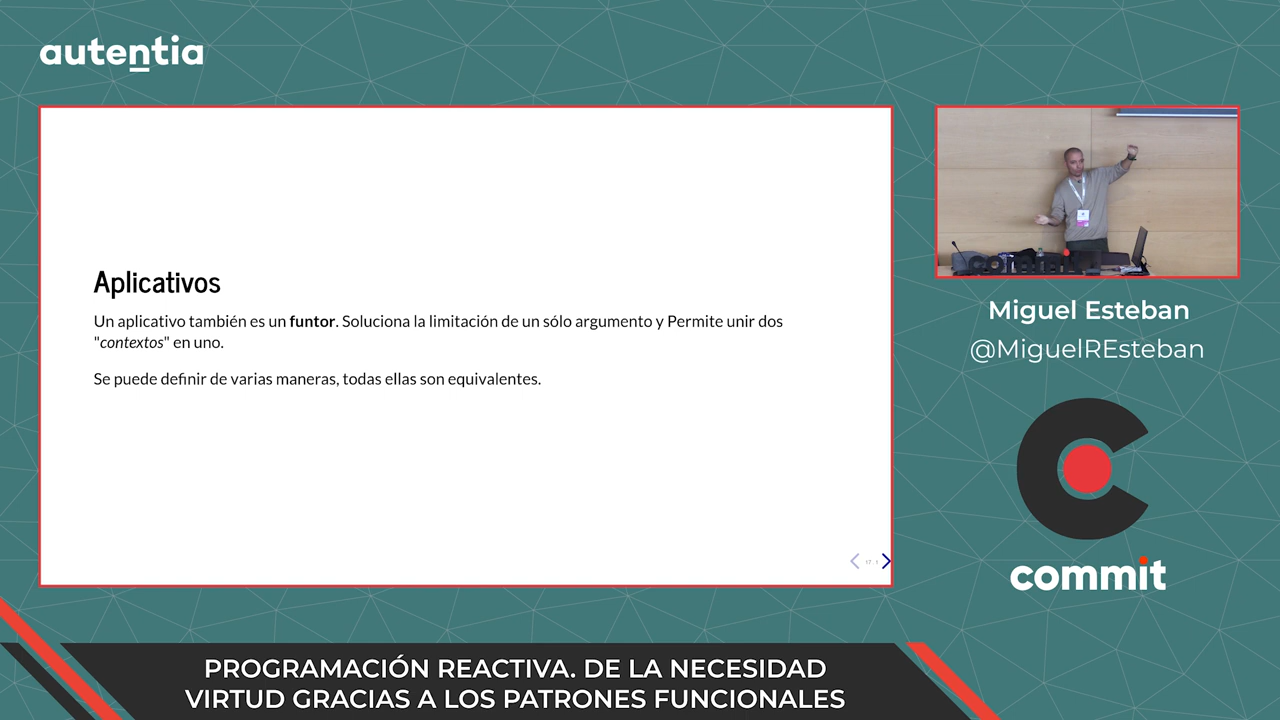 autentia
Aplicativos
Un aplicativo también es un funtor. Soluciona la limitación de un sólo argumento y Permite unir dos
"contextos" en uno.
Se puede definir de varias maneras, todas ellas son equivalentes.
Miguel Esteban
@MiguelREsteban
commit
PROGRAMACIÓN REACTIVA. DE LA NECESIDAD
VIRTUD GRACIAS A LOS PATRONES FUNCIONALES